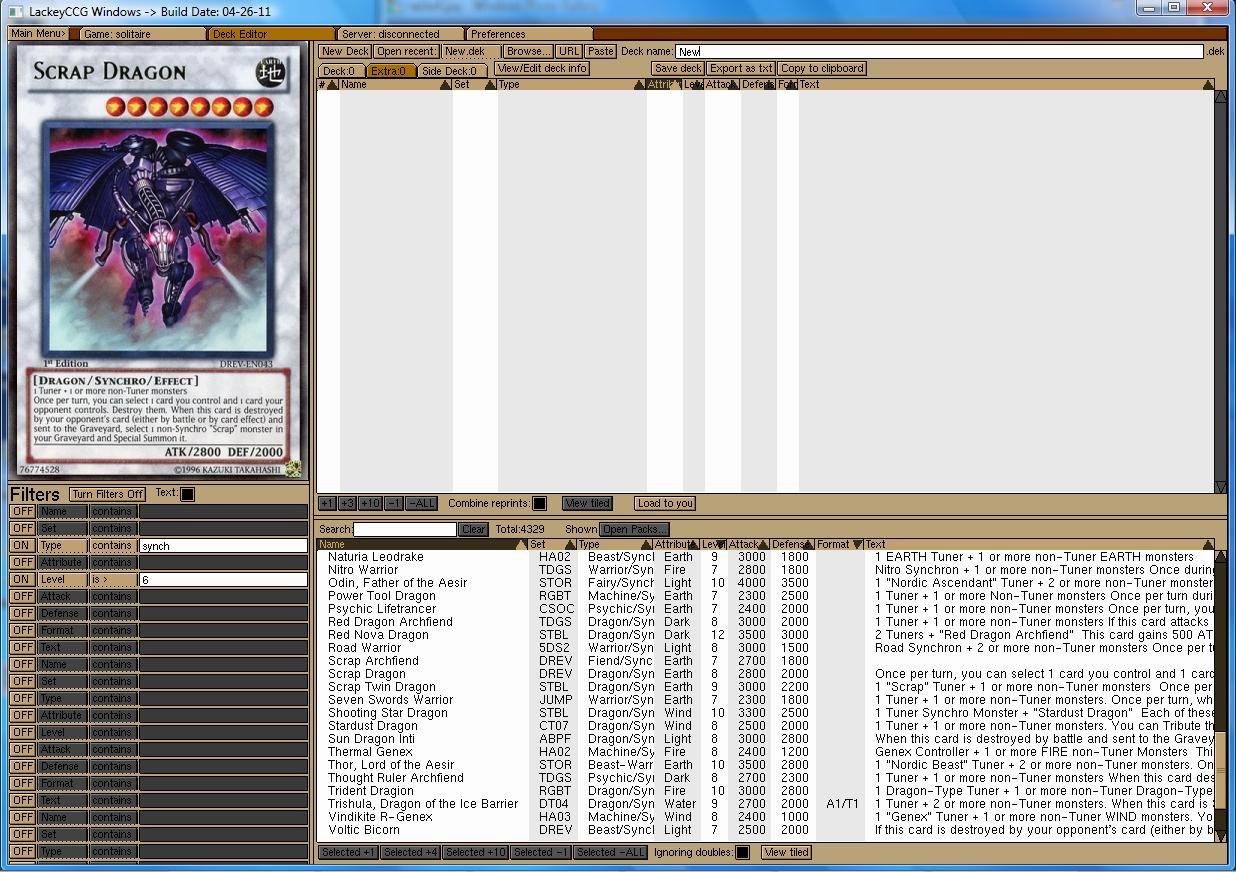 LackeyCCG Windows -> Build Date: 04-26-11
Main Menu> Game: solitaire Deck Editor Server: disconnected Preferences
SCRAP DRAGON
EARTH
地
1st Edition DREV-EN043
[DRAGON/SYNCHRO/EFFECT]
1 Tuner + 1 or more non-Tuner monsters
Once per turn, you can select 1 card you control and 1 card your
opponent controls. Destroy them. When this card is destroyed
by your opponent's card (either by battle or by card effect) and
sent to the Graveyard, select 1 non-Synchro "Scrap" monster in
your Graveyard and Special Summon it.
ATK/2800 DEF/2000
76774528 ©1996 KAZUKI TAKAHASHI
New Deck Open recent: New.dek Browse... URL Paste Deck name: New .dek
Deck:0 Extra:0 Side Deck:0 View/Edit deck info Save deck Export as txt Copy to clipboard
# Name Set Type Attrib Leve Attac Defens For Text
+1 +3 +10 -1 -ALL Combine reprints: View tiled Load to you
Filters Turn Filters Off Text:
OFF Name contains
OFF Set contains
ON Type contains synch
OFF Attribute contains
ON Level is > 6
OFF Attack contains
OFF Defense contains
OFF Format contains
OFF Text contains
OFF Name contains
OFF Set contains
OFF Type contains
OFF Attribute contains
OFF Level contains
OFF Attack contains
OFF Defense contains
OFF Format contains
OFF Text contains
OFF Name contains
OFF Set contains
OFF Type contains
Search: Clear Total:4329 Shown Open Packs...
Name Set Type Attribut Level Attack Defens Format Text
Naturia Leodrake HA02 Beast/Syncl Earth 9 3000 1800 1 EARTH Tuner + 1 or more non-Tuner EARTH monsters
Nitro Warrior TDGS Warrior/Syn Fire 7 2800 1800 Nitro Synchron + 1 or more non-Tuner monsters Once durin
Odin, Father of the Aesir STOR Fairy/Syncl Light 10 4000 3500 1 "Nordic Ascendant" Tuner + 2 or more non-Tuner monster
Power Tool Dragon RGBT Machine/Sy Earth 7 2300 2500 1 Tuner + 1 or more Non-Tuner monsters Once per turn duri
Psychic Lifetrancer CSOC Psychic/Syr Earth 7 2400 2000 1 Tuner + 1 or more non-Tuner monsters Once per turn, you
Red Dragon Archfiend TDGS Dragon/Syn Dark 8 3000 2000 1 Tuner + 1 or more non-Tuner monsters If this card attacks
Red Nova Dragon STBL Dragon/Syn Dark 12 3500 3000 2 Tuners + "Red Dragon Archfiend" This card gains 500 AT
Road Warrior 5DS2 Warrior/Syn Light 8 3000 1500 Road Synchron + 2 or more non-Tuner monsters Once per t
Scrap Archfiend DREV Fiend/Sync Earth 7 2700 1800
Scrap Dragon DREV Dragon/Syn Earth 8 2800 2000 Once per turn, you can select 1 card you control and 1 card
Scrap Twin Dragon STBL Dragon/Syn Earth 9 3000 2200 1 "Scrap" Tuner + 1 or more non-Tuner monsters Once per
Seven Swords Warrior JUMP Warrior/Syn Earth 7 2300 1800 1 Tuner + 1 or more non-Tuner monsters. Once per turn, wh
Shooting Star Dragon STBL Dragon/Syn Wind 10 3300 2500 1 Tuner Synchro Monster + "Stardust Dragon" Each of these
Stardust Dragon CT07 Dragon/Syn Wind 8 2500 2000 1 Tuner + 1 or more non-Tuner monsters. You can Tribute th
Sun Dragon Inti ABPF Dragon/Syn Light 8 3000 2800 When this card is destroyed by battle and sent to the Gravey
Thermal Genex HA02 Machine/Sy Fire 8 2400 1200 Genex Controller + 1 or more FIRE non-Tuner Monsters Thi
Thor, Lord of the Aesir STOR Beast-Warr Earth 10 3500 2800 1 "Nordic Beast" Tuner + 2 or more non-Tuner monsters. On
Thought Ruler Archfiend TDGS Psychic/Syr Dark 8 2700 2300 1 Tuner + 1 or more non-Tuner monsters When this card des
Trident Dragion RGBT Dragon/Syn Fire 10 3000 2800 1 Dragon-Type Tuner + 1 or more non-Tuner Dragon-Type
Trishula, Dragon of the Ice Barrier DT04 Dragon/Syn Water 9 2700 2000 A1/T1 1 Tuner + 2 or more non-Tuner monsters. When this card is
Vindikite R-Genex HA03 Machine/Sy Wind 8 2400 1000 1 "Genex" Tuner + 1 or more non-Tuner WIND monsters. Yo
Voltic Bicorn DREV Beast/Syncl Light 7 2500 2000 If this card is destroyed by your opponent's card (either by b
Selected +1 Selected +4 Selected +10 Selected -1 Selected -ALL Ignoring doubles: View tiled